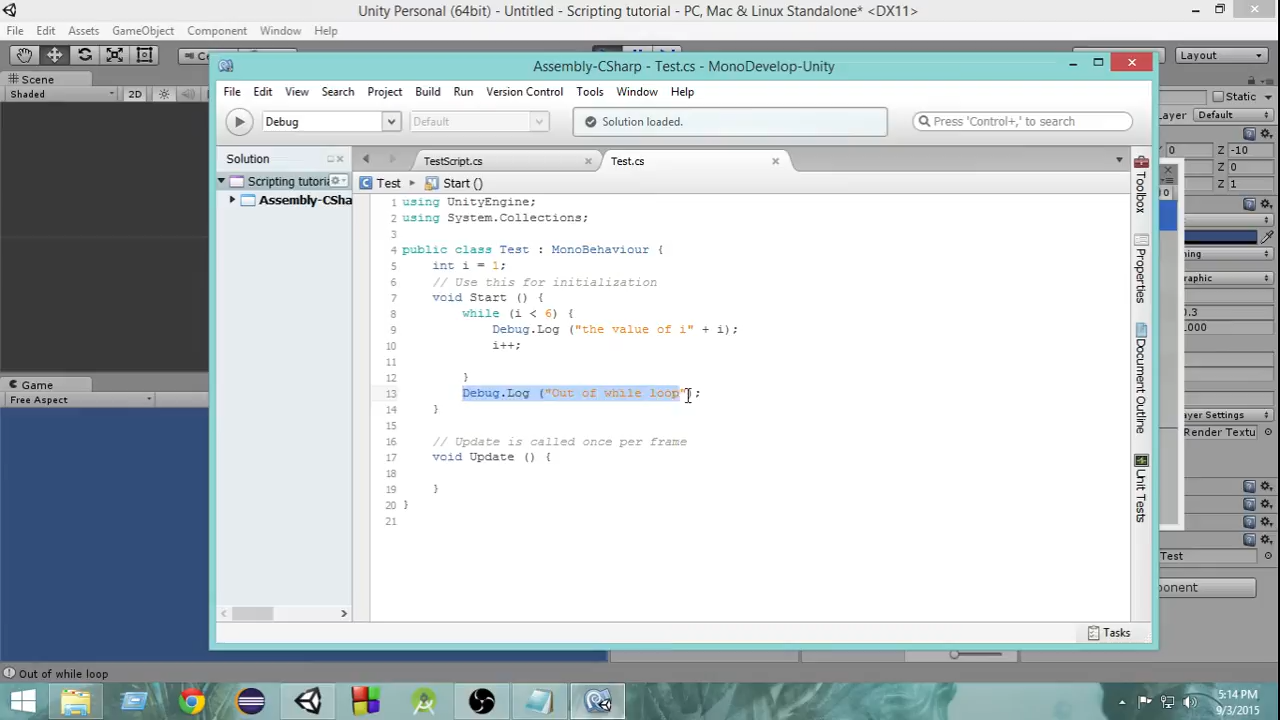 Unity Personal (64bit) - Untitled - Scripting tutorial - PC, Mac & Linux Standalone* <DX11>
File Edit Assets GameObject Component Window Help
Layout
Scene
Shaded 2D
Static
Layer Default
0 Z -10
Z 0
Z 1
Game
Free Aspect
Assembly-CSharp - Test.cs - MonoDevelop-Unity
File Edit View Search Project Build Run Version Control Tools Window Help
Debug Default Solution loaded. Press 'Control+,' to search
Solution TestScript.cs Test.cs
Scripting tutoria
Assembly-CSha
Test Start ()
1 using UnityEngine;
2 using System.Collections;
3
4 public class Test : MonoBehaviour {
5 int i = 1;
6 // Use this for initialization
7 void Start () {
8 while (i < 6) {
9 Debug.Log ("the value of i" + i);
10 i++;
11
12 }
13 Debug.Log ("Out of while loop");
14 }
15
16 // Update is called once per frame
17 void Update () {
18
19 }
20 }
21
Toolbox
Properties
Document Outline
Unit Tests
Tasks
ning
graphic
0.3
1.000
layer Settings
Render Textu
Test
ponent
Out of while loop
5:14 PM
9/3/2015